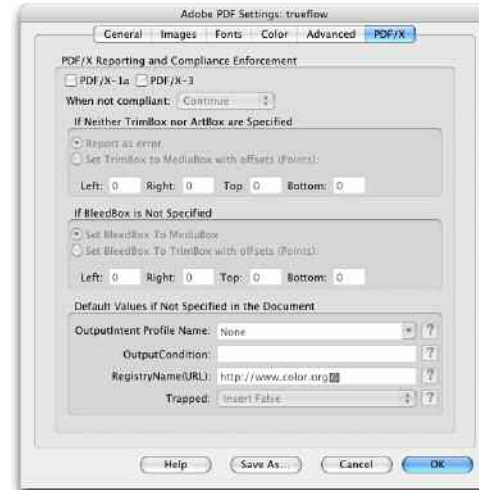 Adobe PDF Settings: trueflow
General Images Fonts Color Advanced PDF/X
PDF/X Reporting and Compliance Enforcement
PDF/X-1a PDF/X-3
When not compliant: Continue
If Neither TrimBox nor ArtBox are Specified
Report as error
Set TrimBox to MediaBox with offsets (Points):
Left: 0 Right: 0 Top: 0 Bottom: 0
If BleedBox is Not Specified
Set BleedBox To MediaBox
Set BleedBox To TrimBox with offsets (Points):
Left: 0 Right: 0 Top: 0 Bottom: 0
Default Values if Not Specified in the Document
OutputIntent Profile Name: None ?
OutputCondition: ?
RegistryName(URL): http://www.color.org ?
Trapped: Insert False ?
Help Save As... Cancel OK